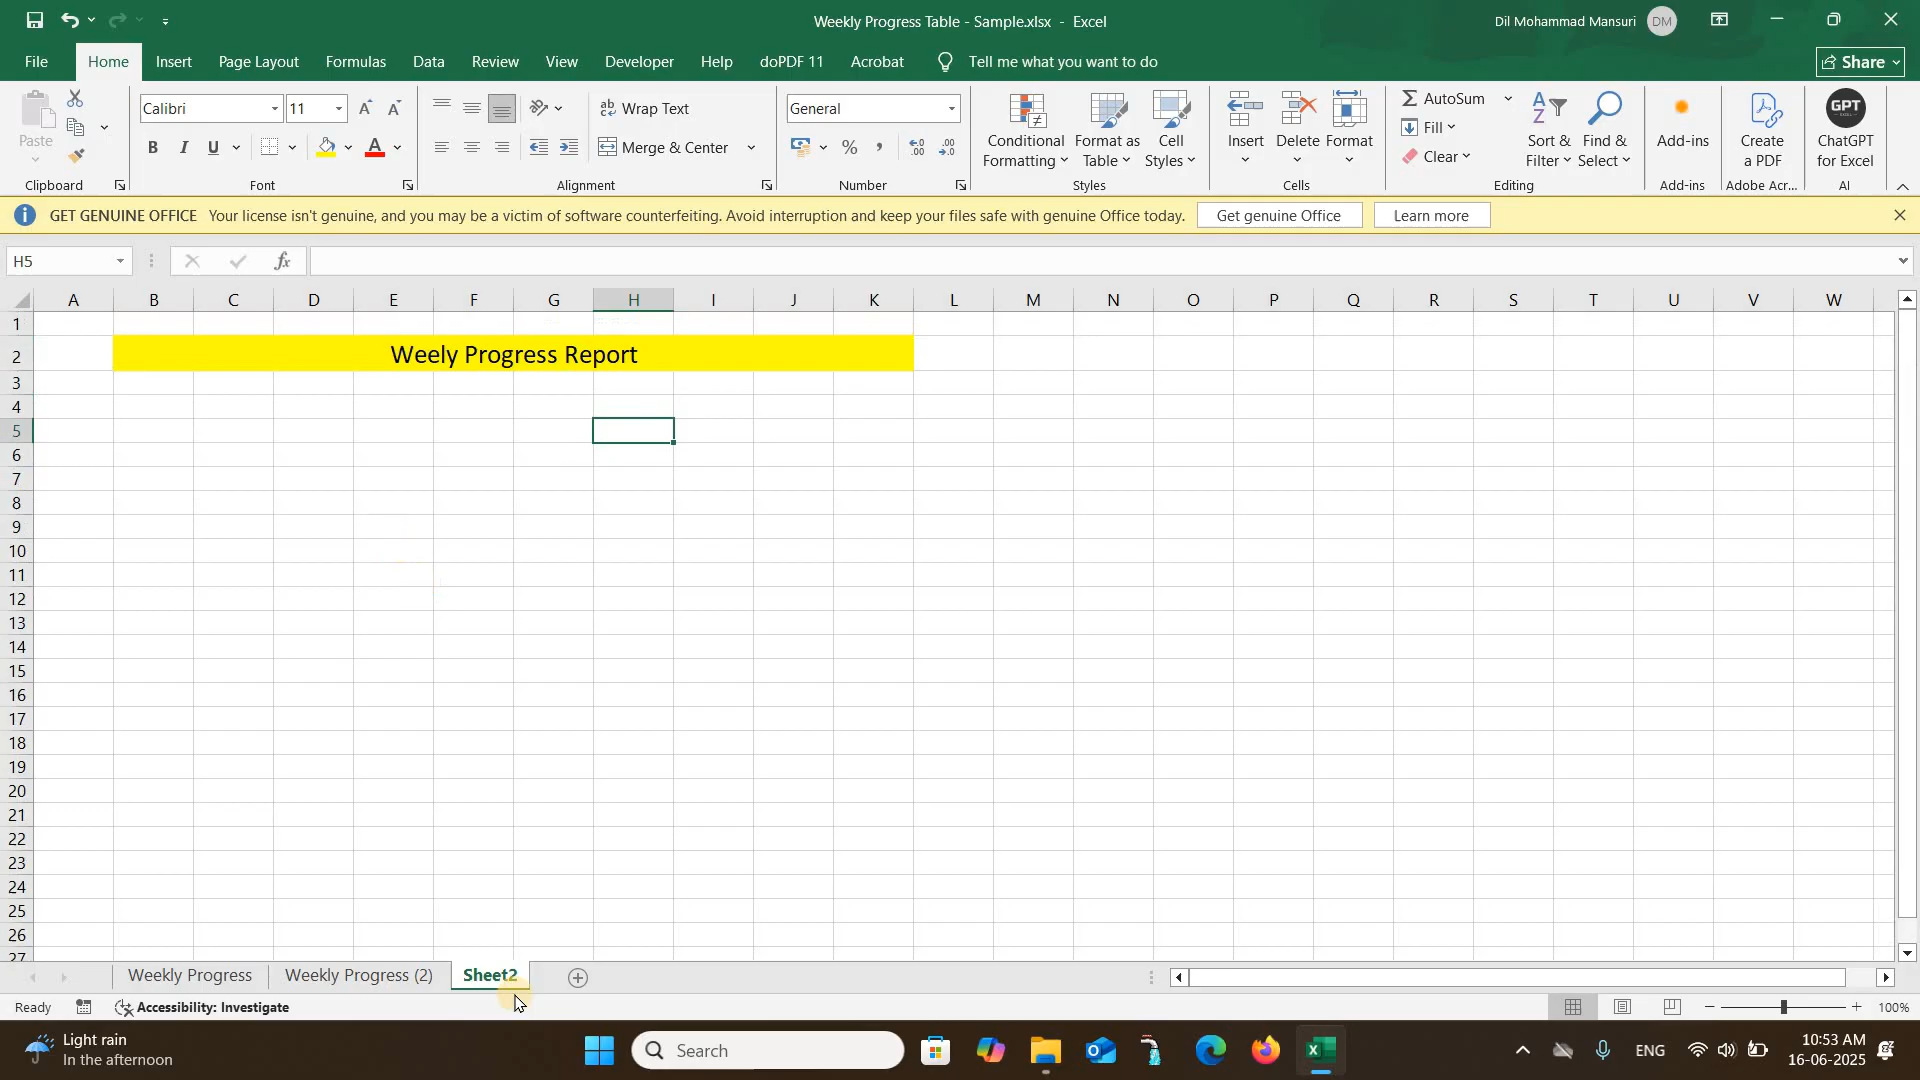 Weekly Progress Table - Sample.xlsx - Excel
Dil Mohammad Mansuri DM
File Home Insert Page Layout Formulas Data Review View Developer Help doPDF 11 Acrobat Tell me what you want to do Share
Paste
Clipboard
Calibri 11
B I U A
Font
ab Wrap Text
Merge & Center
Alignment
General
%
Number
Conditional Formatting
Format as Table
Cell Styles
Styles
Insert Delete Format
Cells
AutoSum
Fill
Clear
Sort & Filter
Find & Select
Editing
Add-ins
Add-ins
Create a PDF
Adobe Acr...
GPT
ChatGPT for Excel
AI
GET GENUINE OFFICE Your license isn't genuine, and you may be a victim of software counterfeiting. Avoid interruption and keep your files safe with genuine Office today. Get genuine Office Learn more
H5 fx
A B C D E F G H I J K L M N O P Q R S T U V W
1
2 Weely Progress Report
3
4
5
6
7
8
9
10
11
12
13
14
15
16
17
18
19
20
21
22
23
24
25
26
27
Weekly Progress Weekly Progress (2) Sheet2
Ready Accessibility: Investigate 100%
Light rain
In the afternoon
Search
ENG
10:53 AM
16-06-2025